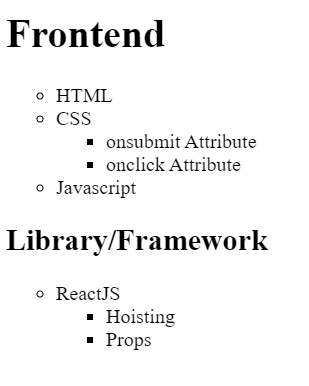 Frontend
HTML
CSS
onsubmit Attribute
onclick Attribute
Javascript
Library/Framework
ReactJS
Hoisting
Props